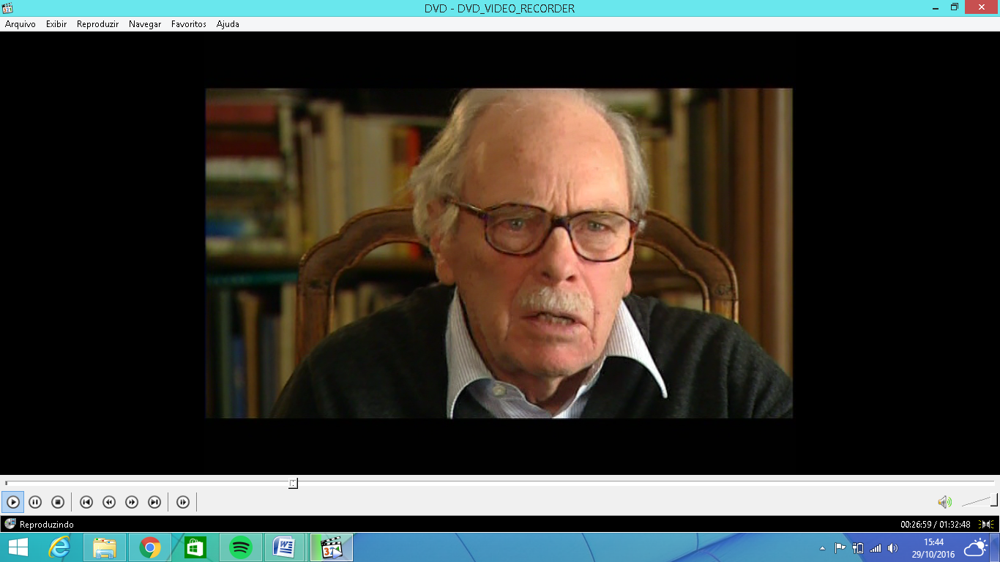 DVD - DVD_VIDEO_RECORDER
Arquivo Exibir Reproduzir Navegar Favoritos Ajuda
Reproduzindo
00:26:59 / 01:32:48
15:44
29/10/2016